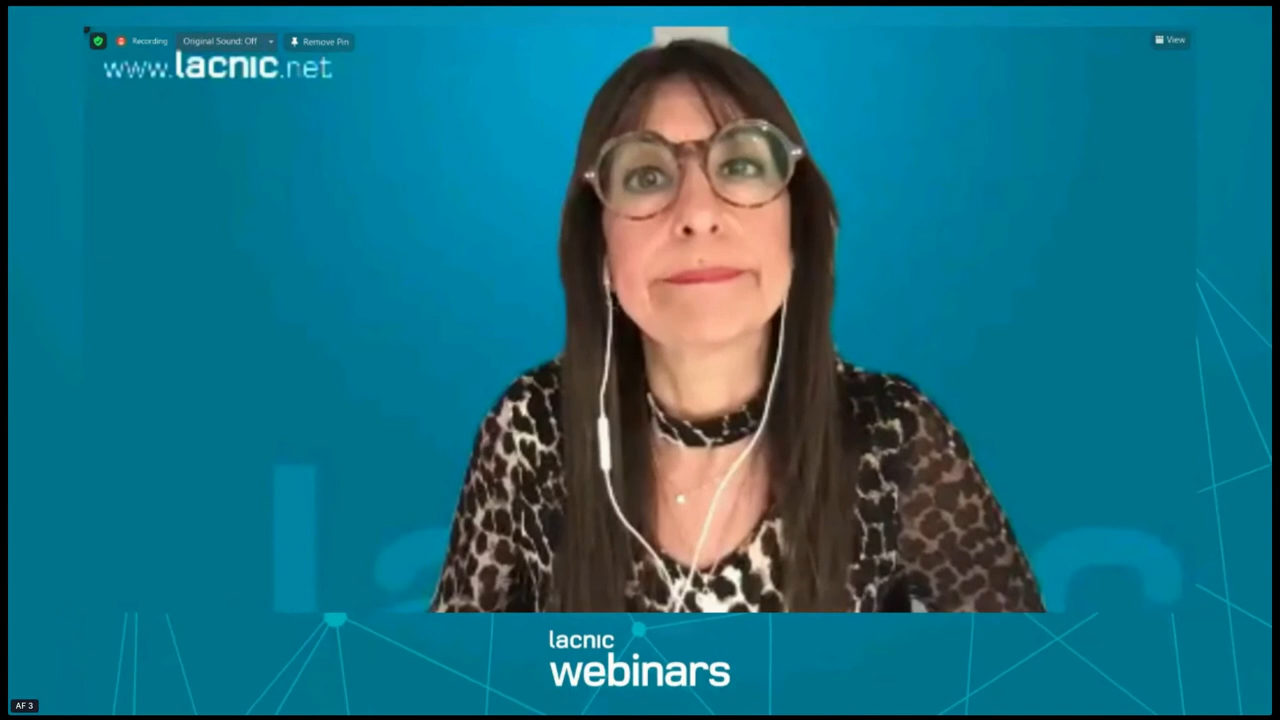 Recording
Original Sound: Off
Remove Pin
View
www.lacnic.net
lacnic
webinars
AF 3